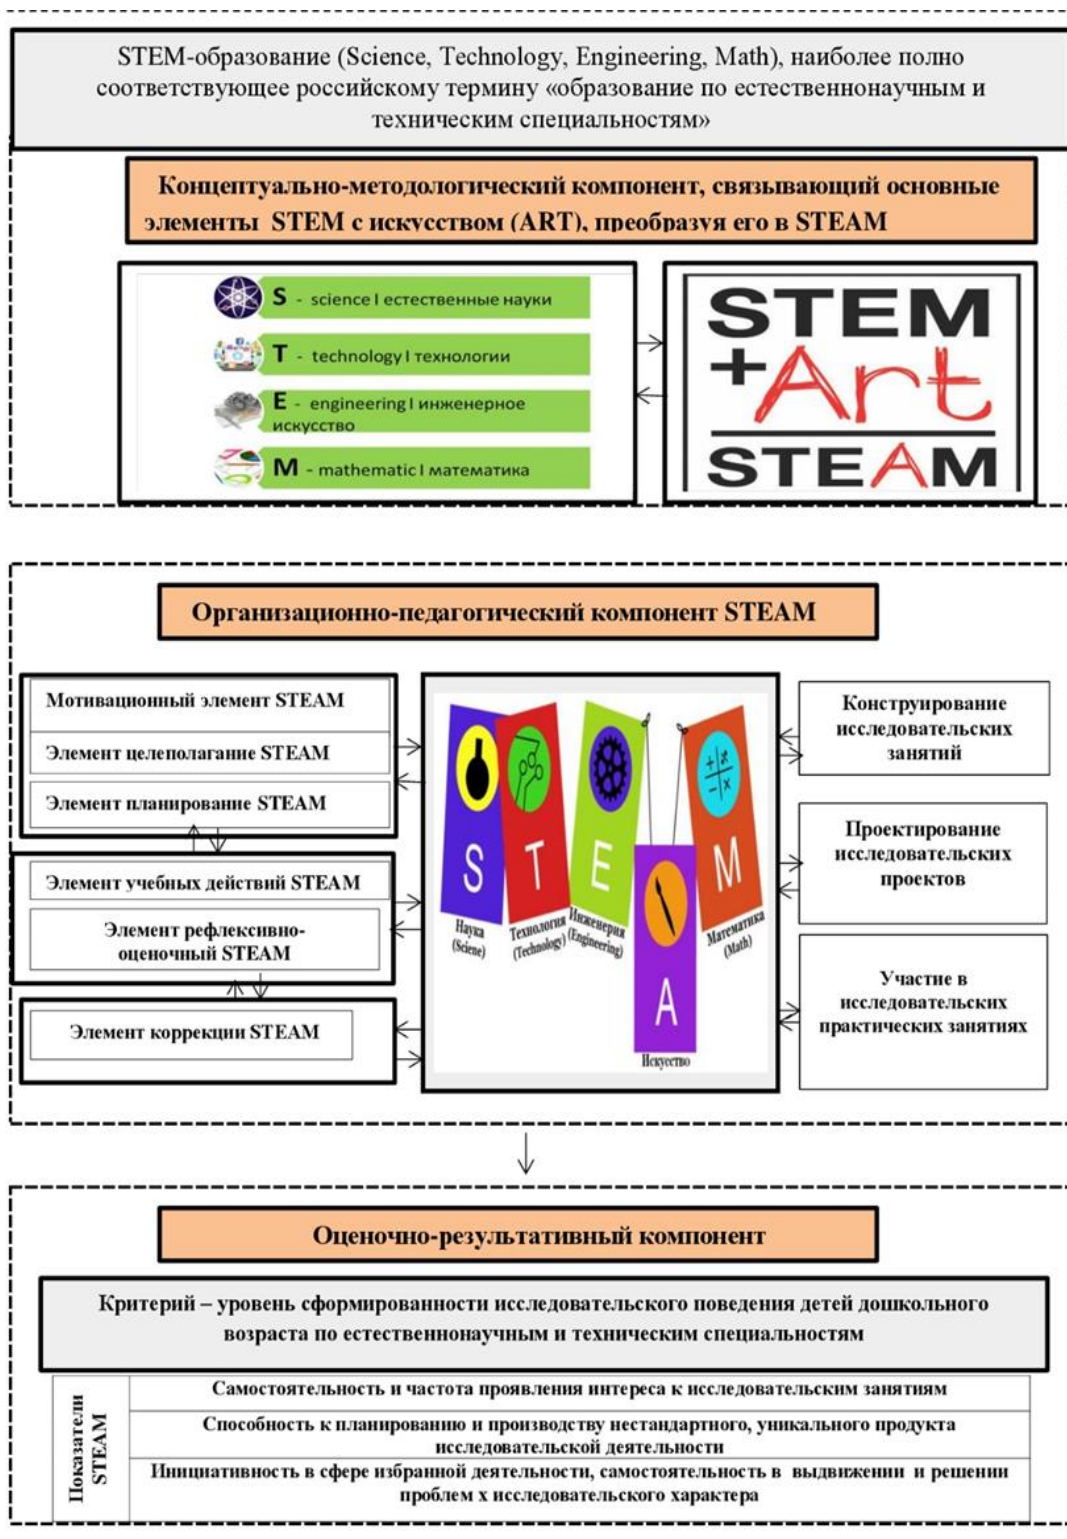 STEM-образование (Science, Technology, Engineering, Math), наиболее полно
соответствующее российскому термину «образование по естественнонаучным и
техническим специальностям»
Концептуально-методологический компонент, связывающий основные
элементы STEM с искусством (ART), преобразуя его в STEAM
S - science I естественные науки
T - technology I технологии
E - engineering I инженерное
искусство
M - mathematic I математика
STEM
+Art
STEAM
Организационно-педагогический компонент STEAM
Мотивационный элемент STEAM
Элемент целеполагание STEAM
Элемент планирование STEAM
Элемент учебных действий STEAM
Элемент рефлексивно-
оценочный STEAM
Элемент коррекции STEAM
S
T
E
A
M
Наука
(Sciene)
Технология
(Technology)
Инженерия
(Engineering)
Искусство
Математика
(Math)
Конструирование
исследовательских
занятий
Проектирование
исследовательских
проектов
Участие в
исследовательских
практических занятиях
Оценочно-результативный компонент
Критерий – уровень сформированности исследовательского поведения детей дошкольного
возраста по естественнонаучным и техническим специальностям
Показатели
STEAM
Самостоятельность и частота проявления интереса к исследовательским занятиям
Способность к планированию и производству нестандартного, уникального продукта
исследовательской деятельности
Инициативность в сфере избранной деятельности, самостоятельность в выдвижении и решении
проблем х исследовательского характера